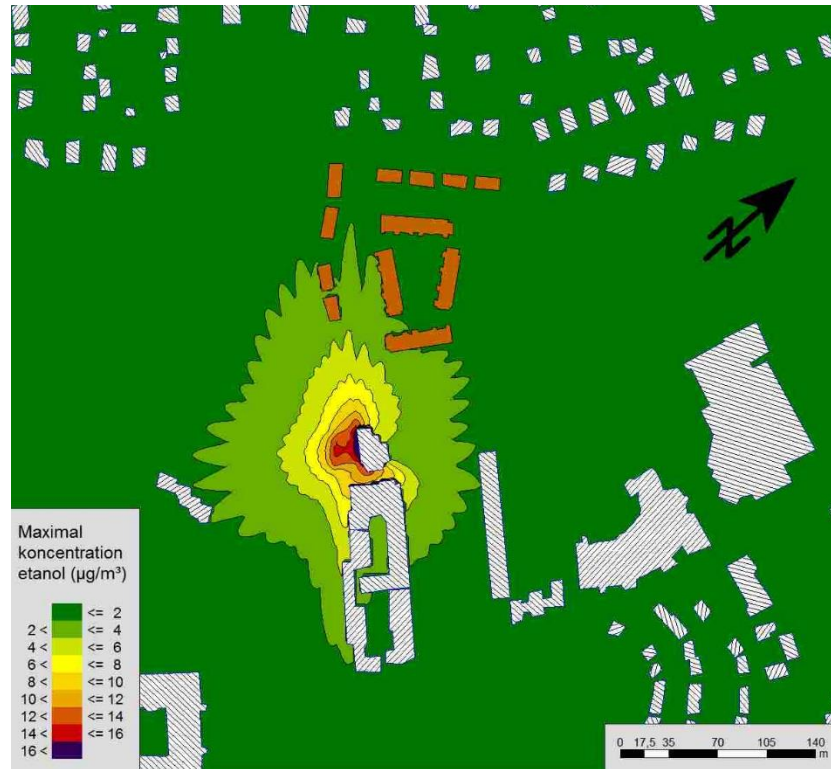 Maximal
koncentration
etanol (µg/m³)
<= 2
2 < <= 4
4 < <= 6
6 < <= 8
8 < <= 10
10 < <= 12
12 < <= 14
14 < <= 16
16 <
0 17,5 35 70 105 140
m
N